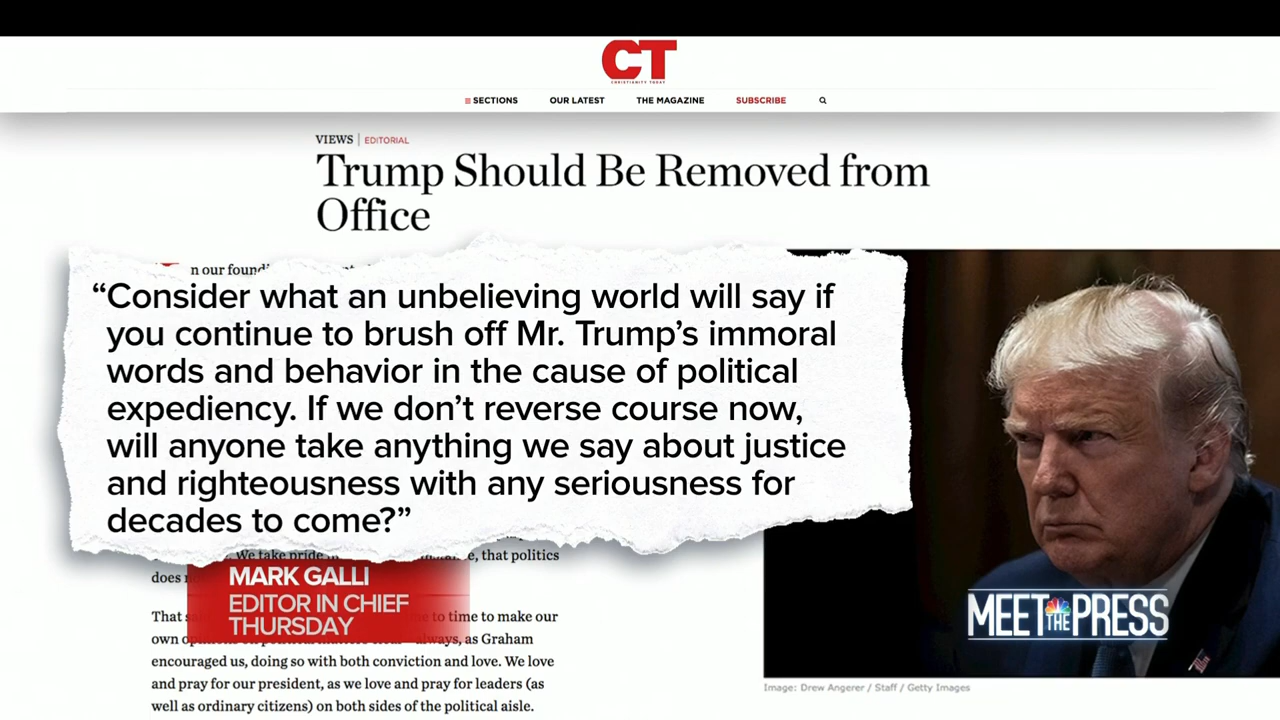 CT
CHRISTIANITY TODAY
SECTIONS OUR LATEST THE MAGAZINE SUBSCRIBE
VIEWS | EDITORIAL
Trump Should Be Removed from
Office
n our
“Consider what an unbelieving world will say if
you continue to brush off Mr. Trump’s immoral
words and behavior in the cause of political
expediency. If we don’t reverse course now,
will anyone take anything we say about justice
and righteousness with any seriousness for
decades to come?”
We take pride that politics
does
MARK GALLI
EDITOR IN CHIEF
THURSDAY
That to time to make our
own always, as Graham
encouraged us, doing so with both conviction and love. We love
and pray for our president, as we love and pray for leaders (as
well as ordinary citizens) on both sides of the political aisle.
MEET THE PRESS
Image: Drew Angerer / Staff / Getty Images